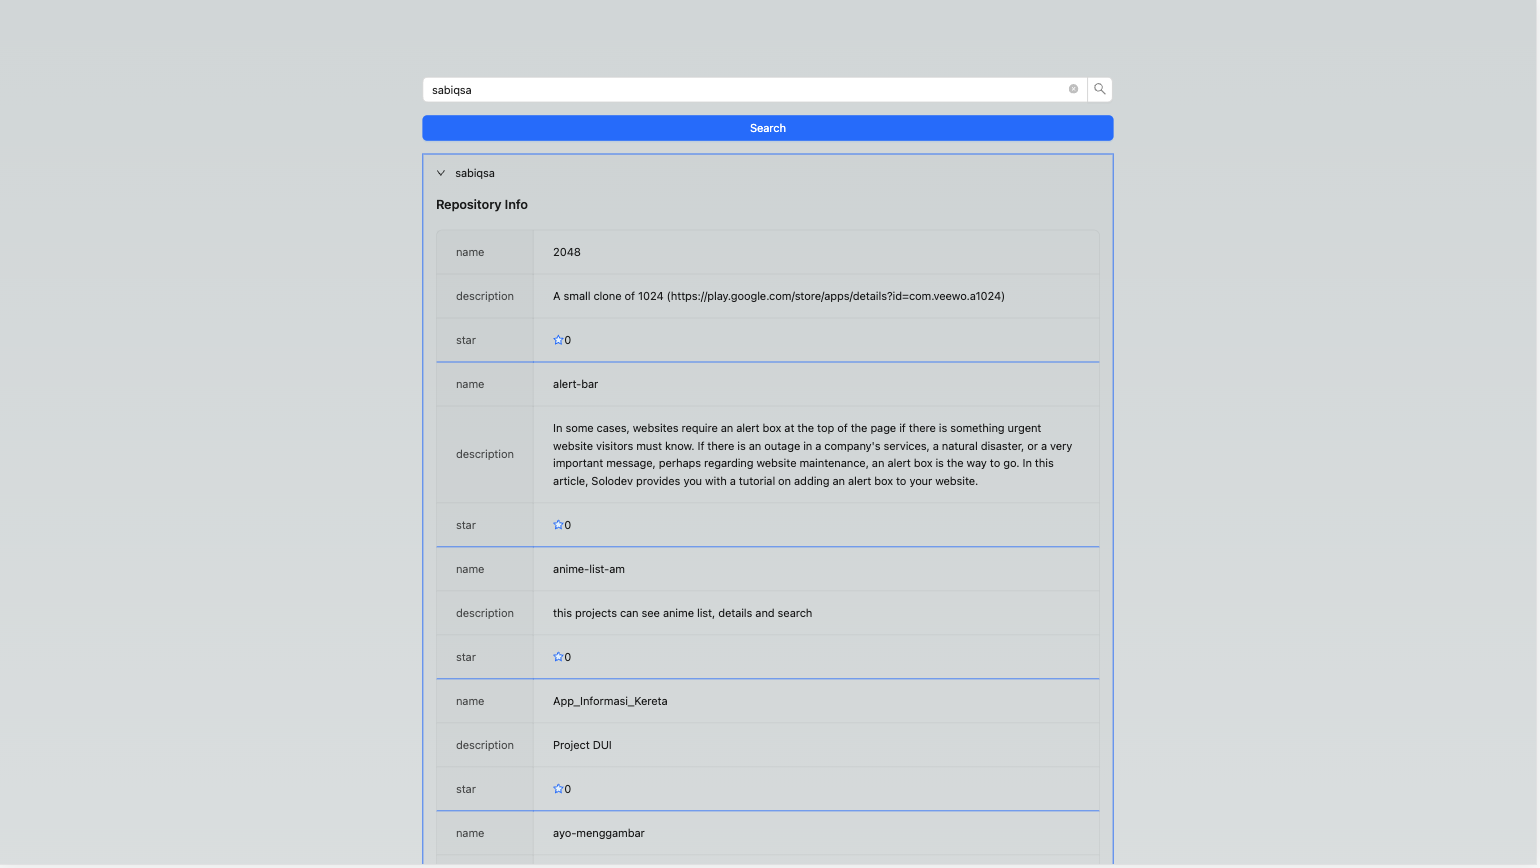 sabiqsa
Search
sabiqsa
Repository Info
name
2048
description
A small clone of 1024 (https://play.google.com/store/apps/details?id=com.veewo.a1024)
star
0
name
alert-bar
description
In some cases, websites require an alert box at the top of the page if there is something urgent
website visitors must know. If there is an outage in a company's services, a natural disaster, or a very
important message, perhaps regarding website maintenance, an alert box is the way to go. In this
article, Solodev provides you with a tutorial on adding an alert box to your website.
star
0
name
anime-list-am
description
this projects can see anime list, details and search
star
0
name
App_Informasi_Kereta
description
Project DUI
star
0
name
ayo-menggambar